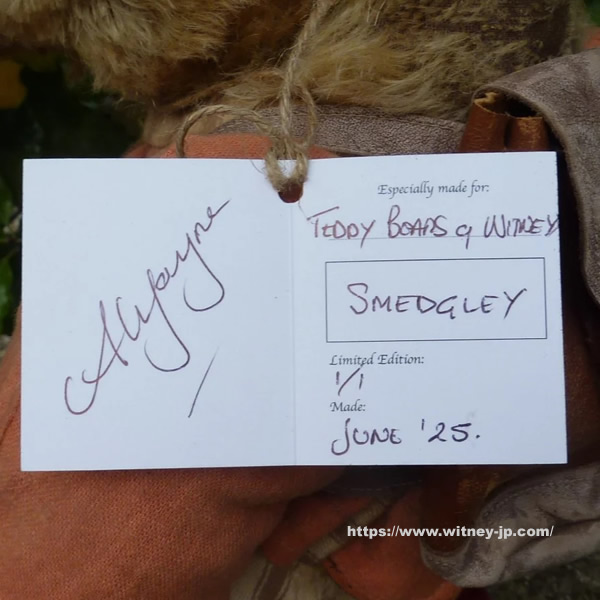 Especially made for:
TEDDY BEARS of WITNEY
SMEDGLEY
Limited Edition:
1/1
Made:
JUNE '25.
https://www.witney-jp.com/